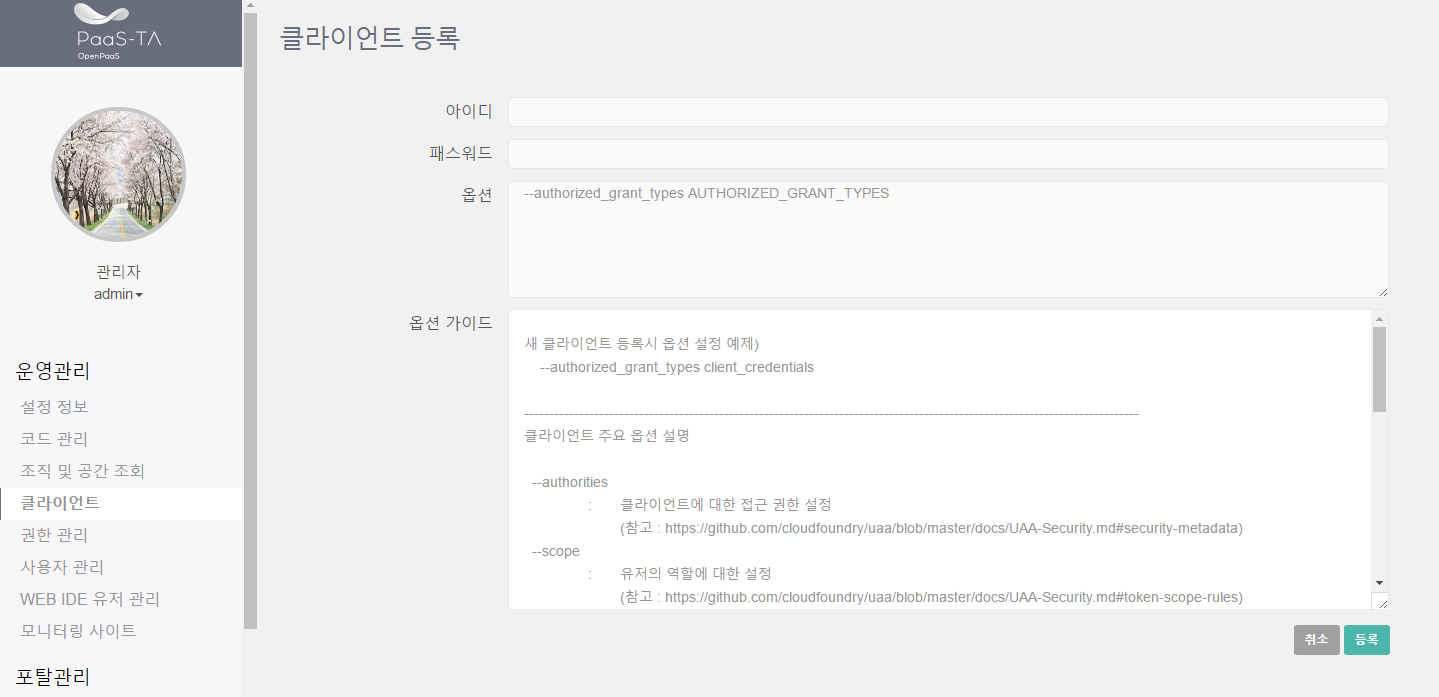 PaaS-TA
OpenPaaS
관리자
admin
운영관리
설정 정보
코드 관리
조직 및 공간 조회
클라이언트
권한 관리
사용자 관리
WEB IDE 유저 관리
모니터링 사이트
포탈관리
클라이언트 등록
아이디
패스워드
옵션
--authorized_grant_types AUTHORIZED_GRANT_TYPES
옵션 가이드
새 클라이언트 등록시 옵션 설정 예제)
--authorized_grant_types client_credentials
---------------------------------------------------------------------------------------------------------------------------
클라이언트 주요 옵션 설명
--authorities
: 클라이언트에 대한 접근 권한 설정
(참고 : https://github.com/cloudfoundry/uaa/blob/master/docs/UAA-Security.md#security-metadata)
--scope
: 유저의 역할에 대한 설정
(참고 : https://github.com/cloudfoundry/uaa/blob/master/docs/UAA-Security.md#token-scope-rules)
취소 등록